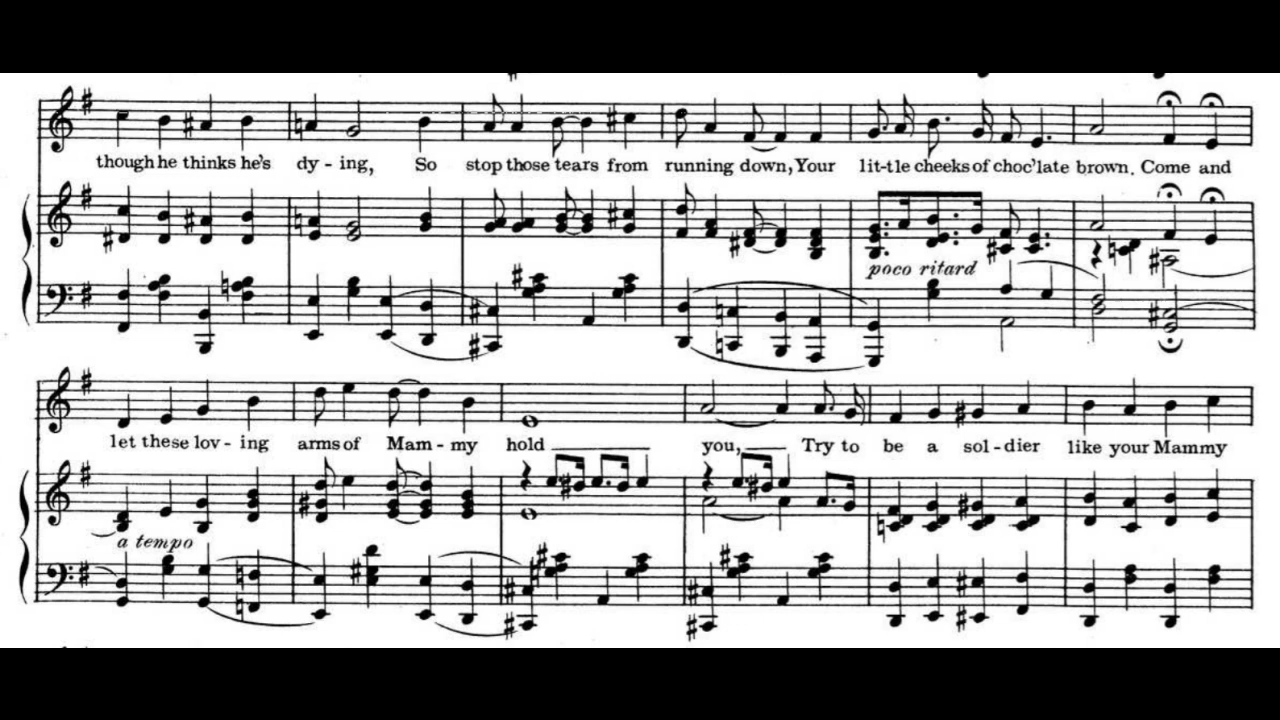 though he thinks he's dy - ing, So stop those tears from running down, Your lit-tle cheeks of choc'late brown. Come and
poco ritard
let these lov - ing arms of Mam - my hold you, Try to be a sol - dier like your Mammy
a tempo